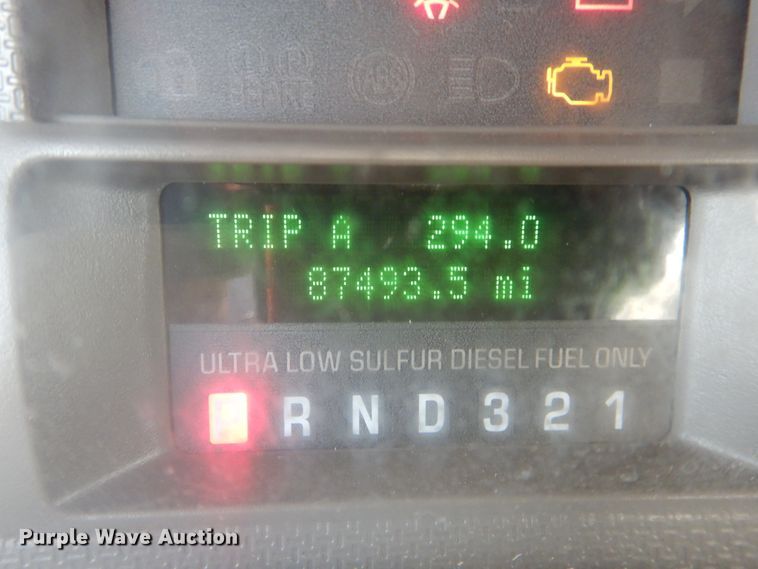 TRIP A 294.0
87493.5 mi
ULTRA LOW SULFUR DIESEL FUEL ONLY
R N D 3 2 1
Purple Wave Auction